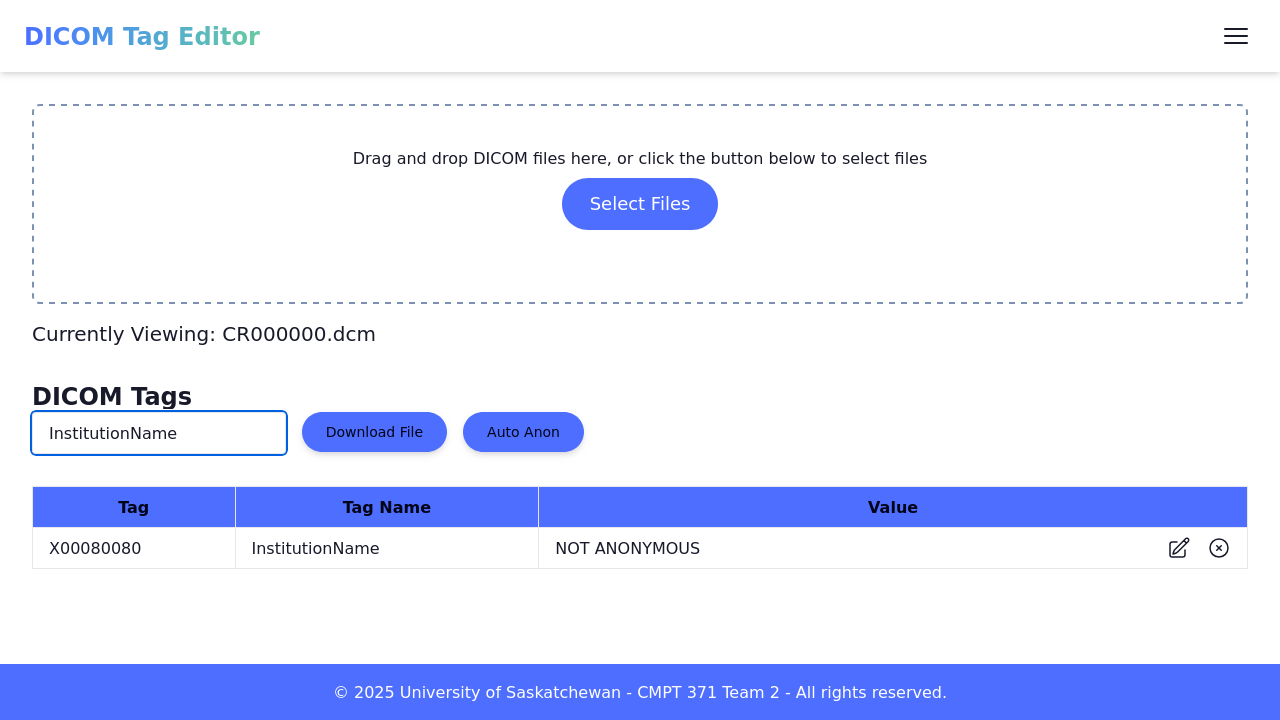 DICOM Tag Editor
Drag and drop DICOM files here, or click the button below to select files
Select Files
Currently Viewing: CR000000.dcm
DICOM Tags
InstitutionName
Download File
Auto Anon
Tag Tag Name Value
X00080080 InstitutionName NOT ANONYMOUS
© 2025 University of Saskatchewan - CMPT 371 Team 2 - All rights reserved.